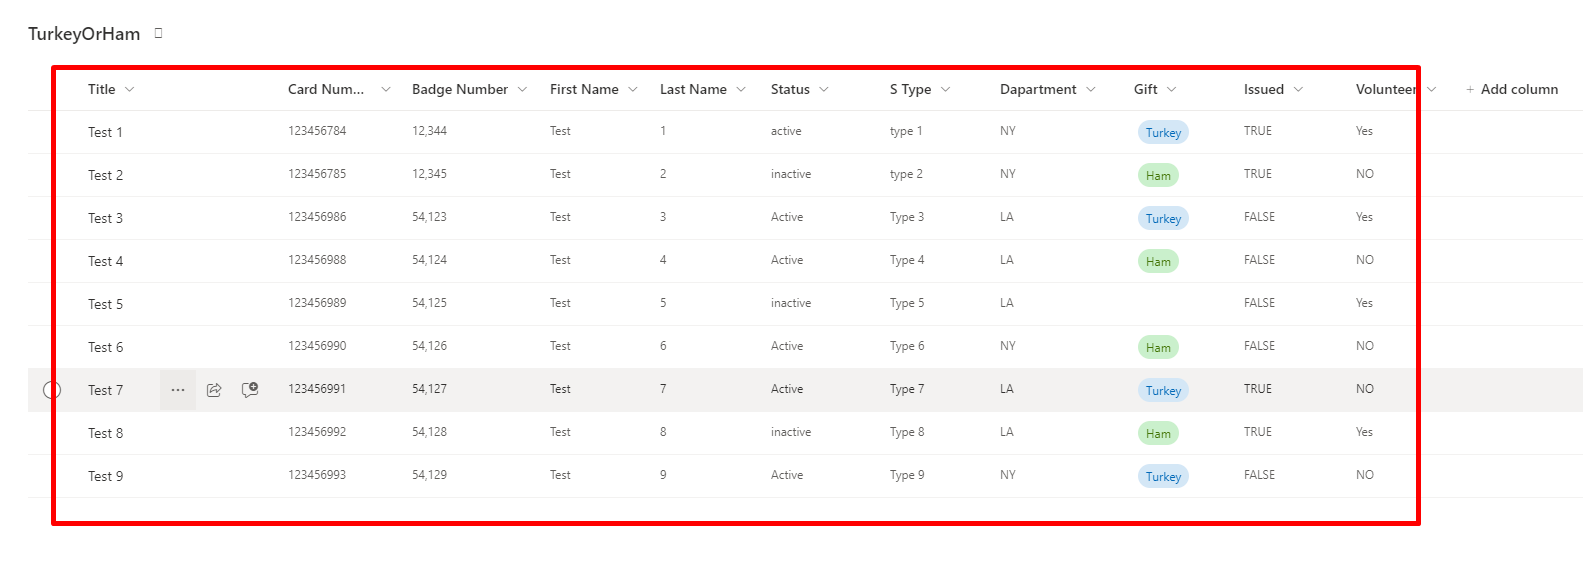 TurkeyOrHam
Title Card Num... Badge Number First Name Last Name Status S Type Dapartment Gift Issued Volunteer + Add column
Test 1 123456784 12,344 Test 1 active type 1 NY Turkey TRUE Yes
Test 2 123456785 12,345 Test 2 inactive type 2 NY Ham TRUE NO
Test 3 123456986 54,123 Test 3 Active Type 3 LA Turkey FALSE Yes
Test 4 123456988 54,124 Test 4 Active Type 4 LA Ham FALSE NO
Test 5 123456989 54,125 Test 5 inactive Type 5 LA FALSE Yes
Test 6 123456990 54,126 Test 6 Active Type 6 NY Ham FALSE NO
Test 7 ... 123456991 54,127 Test 7 Active Type 7 LA Turkey TRUE NO
Test 8 123456992 54,128 Test 8 inactive Type 8 LA Ham TRUE Yes
Test 9 123456993 54,129 Test 9 Active Type 9 NY Turkey FALSE NO